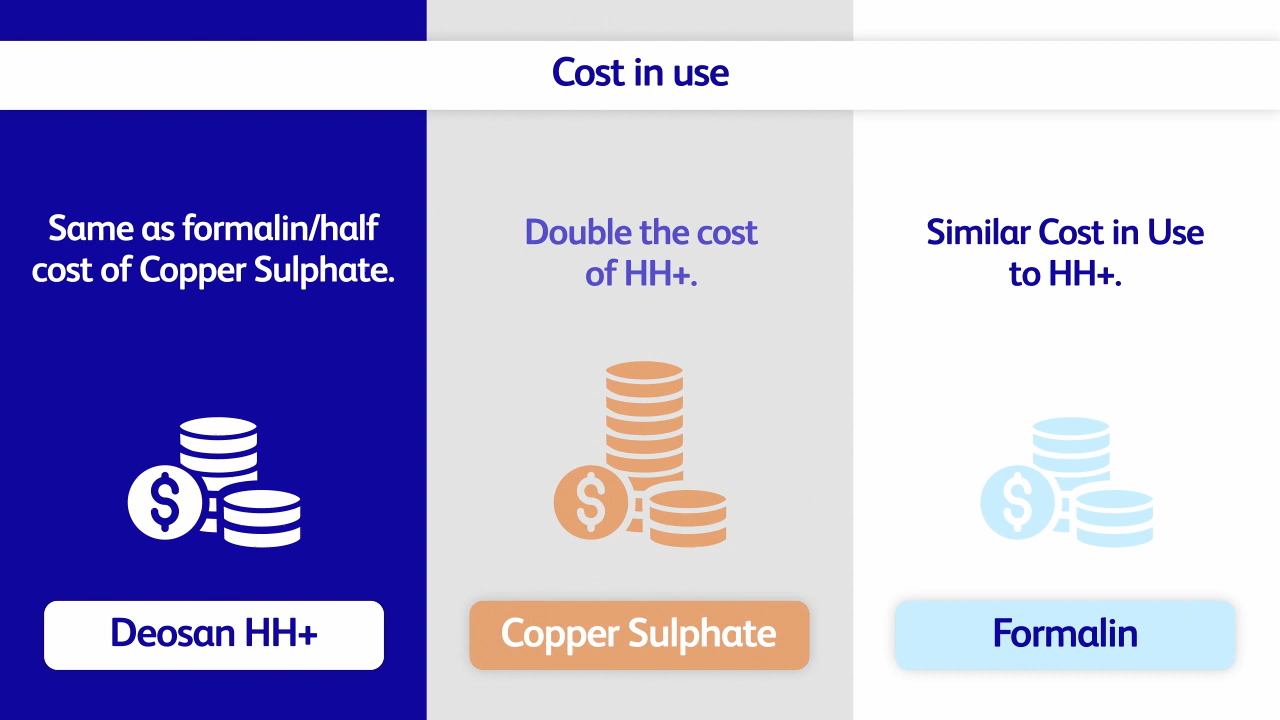 Cost in use
Same as formalin/half
cost of Copper Sulphate.
Double the cost
of HH+.
Similar Cost in Use
to HH+.
$
$
$
Deosan HH+
Copper Sulphate
Formalin